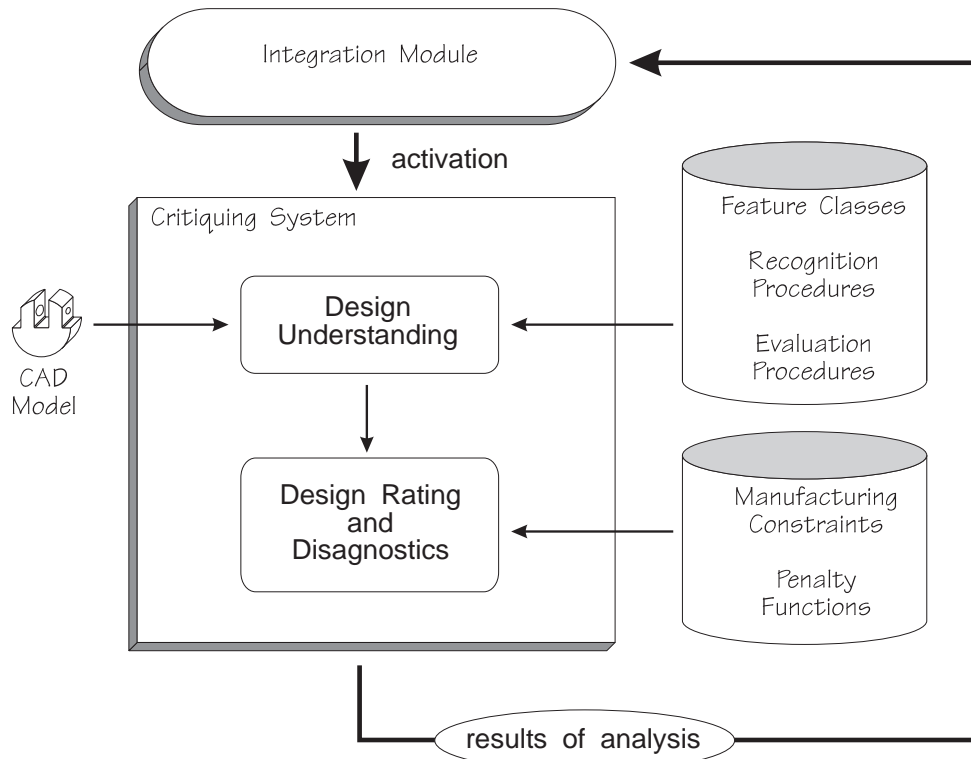 Integration Module
activation
Critiquing System
Design
Understanding
CAD
Model
Feature Classes
Recognition
Procedures
Evaluation
Procedures
Design Rating
and
Disagnostics
Manufacturing
Constraints
Penalty
Functions
results of analysis